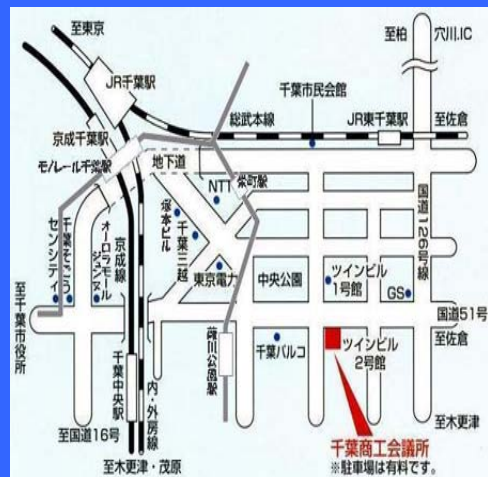 至東京
至柏
穴川.IC
JR千葉駅
千葉市民会館
京成千葉駅
総武本線
JR東千葉駅
至佐倉
モノレール千葉駅
地下道
栄町駅
NTT
国道126号線
塚本ビル
千葉三越
京成線
オーロラモール
ジュンヌ
千葉そごう
センシティ
東京電力
中央公園
ツインビル
1号館
GS
至千葉市役所
国道51号
葭川公園駅
千葉パルコ
ツインビル
2号館
至佐倉
千葉中央駅
内・外房線
至国道16号
至木更津
千葉商工会議所
※駐車場は有料です。
至木更津・茂原